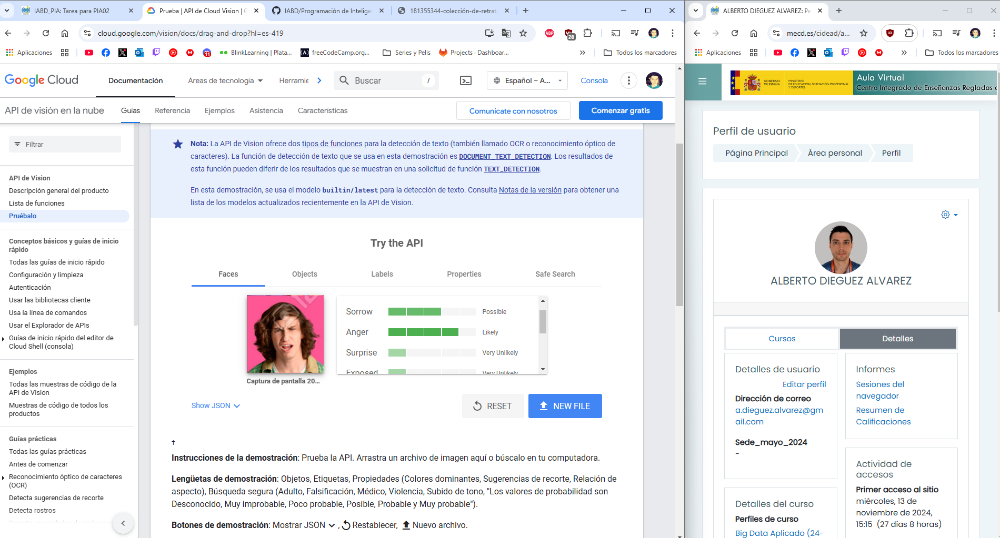 IABD_PIA: Tarea para PIA02
Prueba | API de Cloud Vision | G
IABD/Programación de Intelige
181355344-colección-de-retrat
cloud.google.com/vision/docs/drag-and-drop?hl=es-419
ABP
28
Aplicaciones
11
BlinkLearning | Plata...
freeCodeCamp.org...
Series y Pelis
Projects · Dashboar...
Todos los marcadores
Google Cloud
Documentación
Áreas de tecnología
Herramie
Buscar
/
Español – A...
Consola
API de visión en la nube
Guías
Referencia
Ejemplos
Asistencia
Características
Comunícate con nosotros
Comenzar gratis
Filtrar
API de Vision
Descripción general del producto
Lista de funciones
Pruébalo
Conceptos básicos y guías de inicio
rápido
Todas las guías de inicio rápido
Configuración y limpieza
Autenticación
Usar las bibliotecas cliente
Usa la línea de comandos
Usar el Explorador de APIs
Guías de inicio rápido del editor de
Cloud Shell (consola)
Ejemplos
Todas las muestras de código de la
API de Vision
Muestras de código de todos los
productos
Guías prácticas
Todas las guías prácticas
Antes de comenzar
Reconocimiento óptico de caracteres
(OCR)
Detecta sugerencias de recorte
Detecta rostros
Nota: La API de Vision ofrece dos tipos de funciones para la detección de texto (también llamado OCR o reconocimiento óptico de
caracteres). La función de detección de texto que se usa en esta demostración es DOCUMENT_TEXT_DETECTION. Los resultados de
esta función pueden diferir de los resultados que se muestran en una solicitud de función TEXT_DETECTION.
En esta demostración, se usa el modelo builtin/latest para la detección de texto. Consulta Notas de la versión para obtener una
lista de los modelos actualizados recientemente en la API de Vision.
Try the API
Faces
Objects
Labels
Properties
Safe Search
Sorrow
Possible
Anger
Likely
Surprise
Very Unlikely
Exposed
Very Unlikely
Captura de pantalla 20...
Show JSON
RESET
NEW FILE
†
Instrucciones de la demostración: Prueba la API. Arrastra un archivo de imagen aquí o búscalo en tu computadora.
Lengüetas de demostración: Objetos, Etiquetas, Propiedades (Colores dominantes, Sugerencias de recorte, Relación de
aspecto), Búsqueda segura (Adulto, Falsificación, Médico, Violencia, Subido de tono, "Los valores de probabilidad son
Desconocido, Muy improbable, Poco probable, Posible, Probable y Muy probable").
Botones de demostración: Mostrar JSON , Restablecer, Nuevo archivo.
ALBERTO DIEGUEZ ALVAREZ: Pe
mecd.es/cidead/a...
Aplicaciones
Todos los marcadores
GOBIERNO
DE ESPAÑA
MINISTERIO
DE EDUCACIÓN, FORMACIÓN PROFESIONAL
Y DEPORTES
Aula Virtual
Centro Integrado de Enseñanzas Regladas
Perfil de usuario
Página Principal
Área personal
Perfil
ALBERTO DIEGUEZ ALVAREZ
Cursos
Detalles
Detalles de usuario
Editar perfil
Dirección de correo
a.dieguez.alvarez@gm
ail.com
Sede_mayo_2024
-
Detalles del curso
Perfiles de curso
Big Data Aplicado (24-
Informes
Sesiones del
navegador
Resumen de
Calificaciones
Actividad de
accesos
Primer acceso al sitio
miércoles, 13 de
noviembre de 2024,
15:15 (27 días 8 horas)